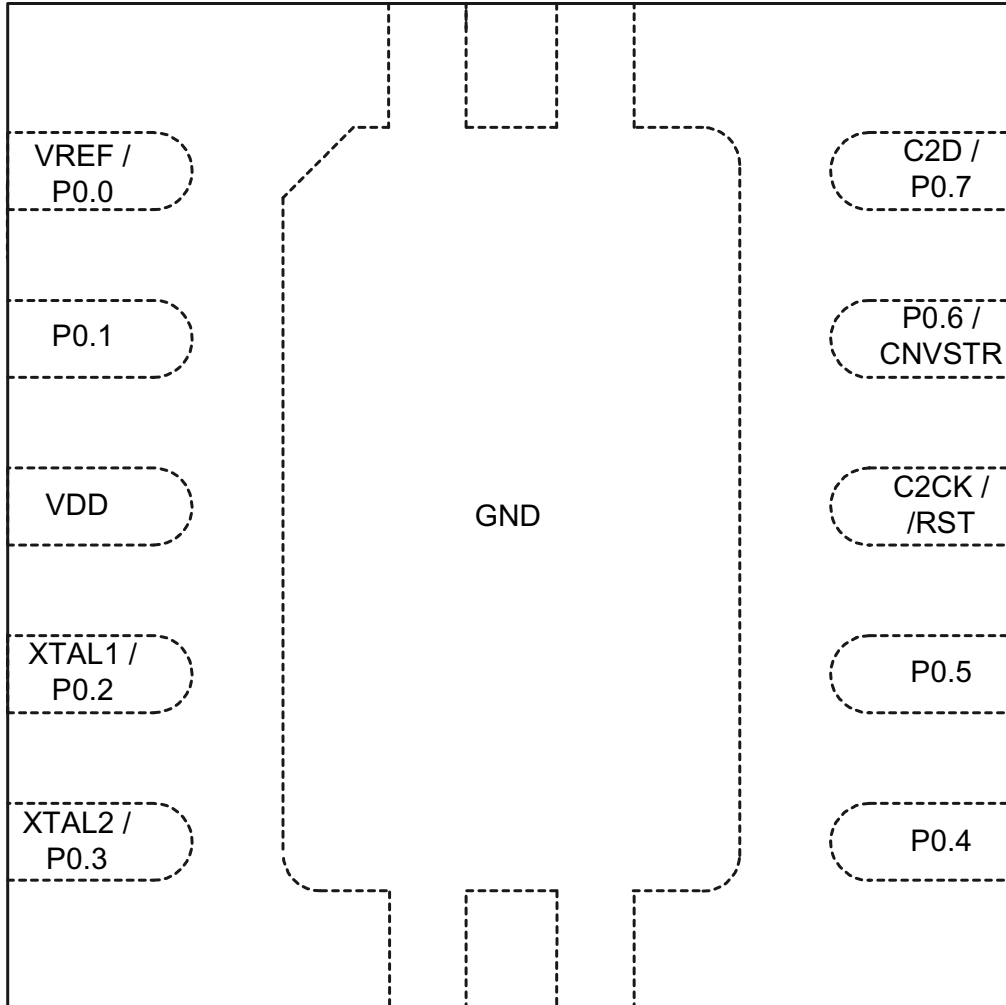 VREF /
P0.0
P0.1
VDD
XTAL1 /
P0.2
XTAL2 /
P0.3
GND
C2D /
P0.7
P0.6 /
CNVSTR
C2CK /
/RST
P0.5
P0.4